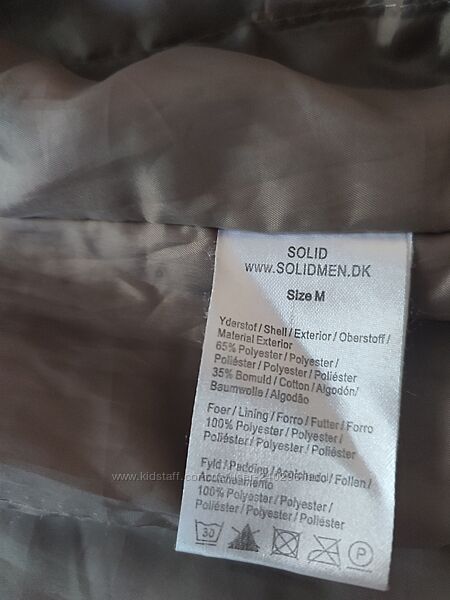 SOLID
www.SOLIDMEN.DK
Size M
Yderstof / Shell / Exterior / Oberstoff /
Material Exterior
65% Polyester / Polyester /
Poliéster / Polyester / Poliéster
35% Bomuld / Cotton / Algodón /
Baumwolle / Algodão
Foer / Lining / Forro / Futter / Forro
100% Polyester / Polyester /
Poliéster / Polyester / Poliéster
Fyld / Padding / Acolchado / Follen /
100% Polyester / Polyester /
Poliéster / Polyester / Poliéster
30
P